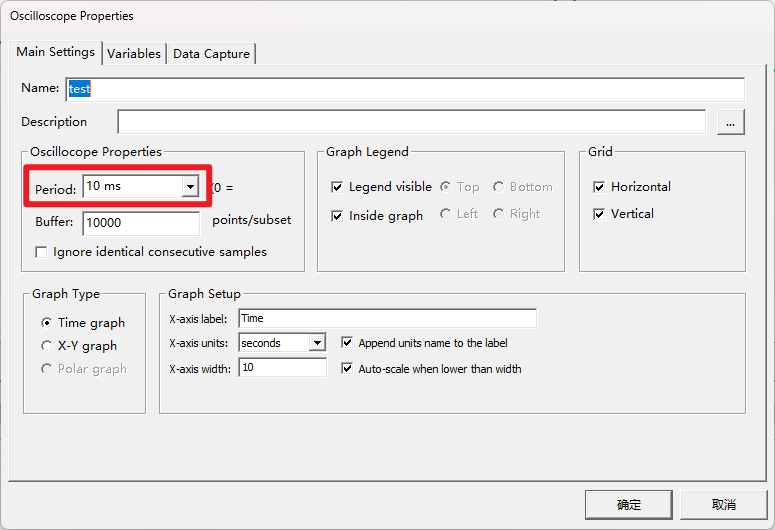 Oscilloscope Properties
Main Settings Variables Data Capture
Name: test
Description ...
Oscillocope Properties
Period: 10 ms (0 =
Buffer: 10000 points/subset
Ignore identical consecutive samples
Graph Legend
Legend visible Top Bottom
Inside graph Left Right
Grid
Horizontal
Vertical
Graph Type
Time graph
X-Y graph
Polar graph
Graph Setup
X-axis label: Time
X-axis units: seconds Append units name to the label
X-axis width: 10 Auto-scale when lower than width
确定 取消